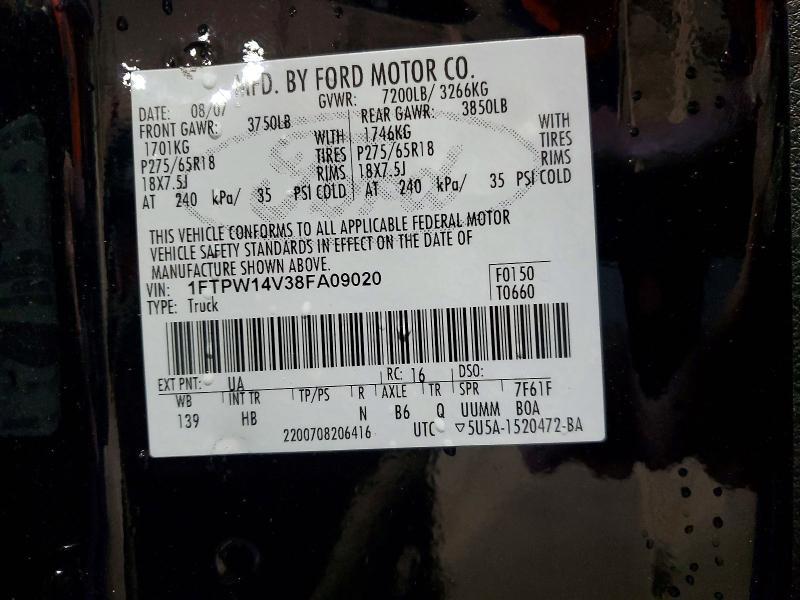 MFD. BY FORD MOTOR CO.
DATE: 08/07 GVWR: 7200LB/ 3266KG
FRONT GAWR: 3750LB REAR GAWR: 3850LB
1701KG WITH 1746KG WITH
P275/65R18 TIRES P275/65R18 TIRES
18X7.5J RIMS 18X7.5J RIMS
AT 240 kPa/ 35 PSI COLD AT 240 kPa/ 35 PSI COLD
THIS VEHICLE CONFORMS TO ALL APPLICABLE FEDERAL MOTOR
VEHICLE SAFETY STANDARDS IN EFFECT ON THE DATE OF
MANUFACTURE SHOWN ABOVE.
VIN: 1FTPW14V38FA09020 F0150
TYPE: Truck T0660
EXT PNT: UA RC: 16 DSO:
WB INT TR TP/PS R AXLE TR SPR 7F61F
139 HB N B6 Q UUMM BOA
2200708206416 UTC ▽5U5A-1520472-BA